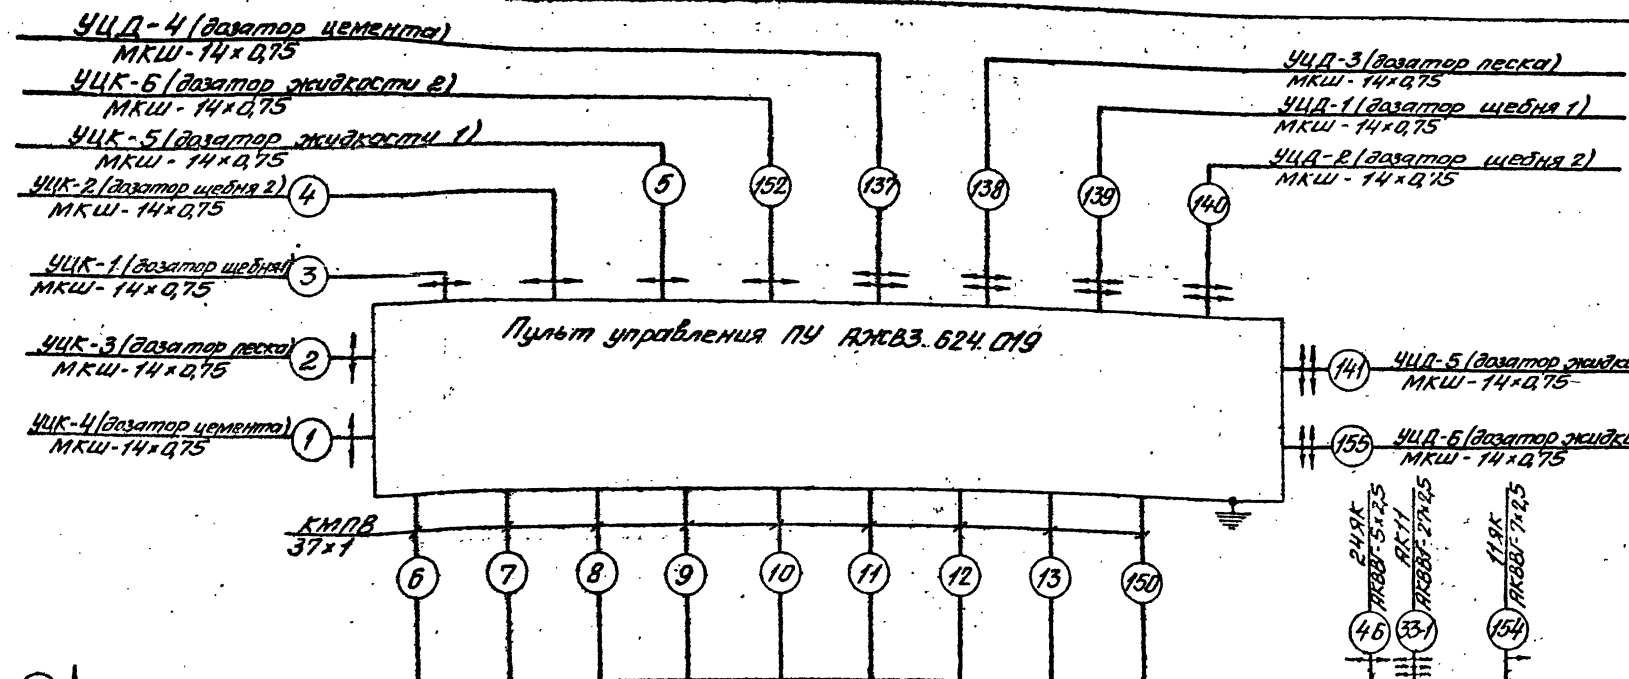 УЦД-4 (дозатор цемента)
МКШ-14×0,75
УЦК-6 (дозатор жидкости 2)
МКШ-14×0,75
УЦК-5 (дозатор жидкости 1)
МКШ-14×0,75
УЦК-2 (дозатор щебня 2)
МКШ-14×0,75
4
УЦК-1 (дозатор щебня 1)
МКШ-14×0,75
3
УЦК-3 (дозатор песка)
МКШ-14×0,75
2
УЦК-4 (дозатор цемента)
МКШ-14×0,75
1
5
152
137
138
139
140
УЦД-3 (дозатор песка)
МКШ-14×0,75
УЦД-1 (дозатор щебня 1)
МКШ-14×0,75
УЦД-2 (дозатор щебня 2)
МКШ-14×0,75
Пульт управления ПУ АЖВ3.624.019
141
УЦД-5 (дозатор жидк
МКШ-14×0,75
155
УЦД-6 (дозатор жидк
МКШ-14×0,75
КМПВ
37×1
6
7
8
9
10
11
12
13
150
24ЯК
АКВВГ-5×2,5
ЯК11
АКВВГ-27×2,5
11ЯК
АКВВГ-7×2,5
46
33-1
154